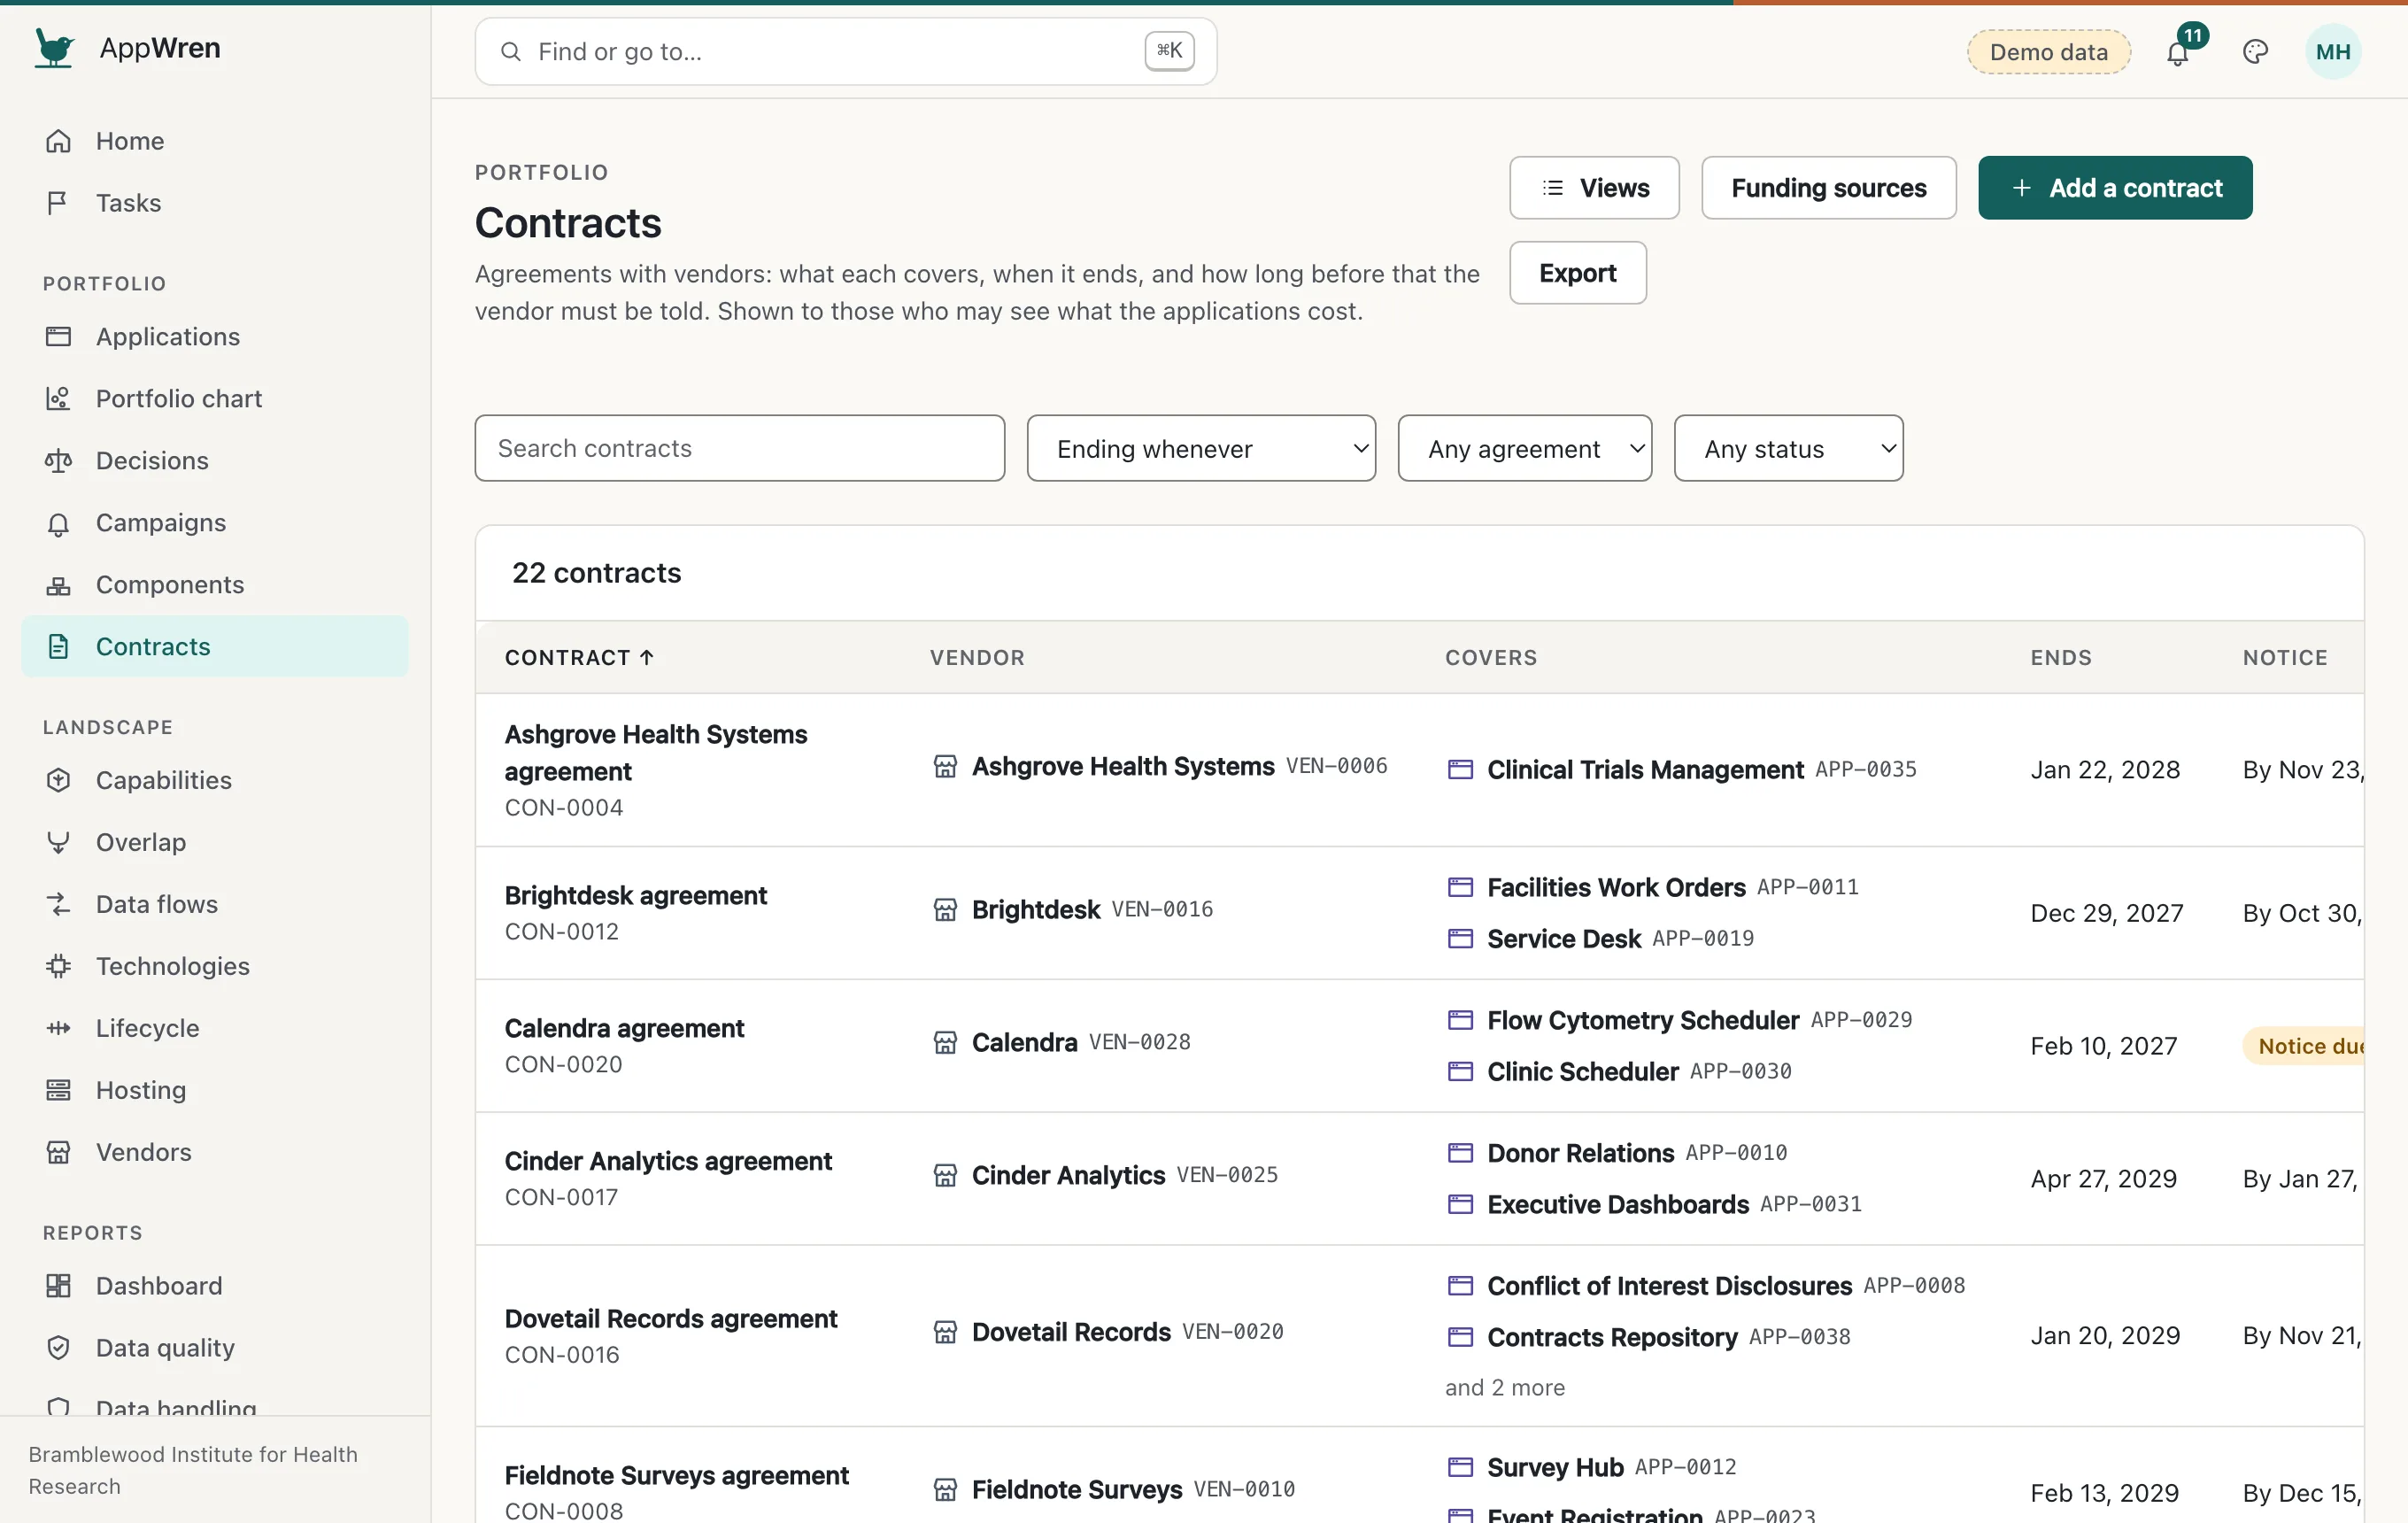 AppWren
Find or go to...
⌘K
Demo data
11
MH
Home
Tasks
PORTFOLIO
Applications
Portfolio chart
Decisions
Campaigns
Components
Contracts
LANDSCAPE
Capabilities
Overlap
Data flows
Technologies
Lifecycle
Hosting
Vendors
REPORTS
Dashboard
Data quality
Data handling
Bramblewood Institute for Health
Research
PORTFOLIO
Contracts
Agreements with vendors: what each covers, when it ends, and how long before that the
vendor must be told. Shown to those who may see what the applications cost.
Views
Funding sources
+ Add a contract
Export
Search contracts
Ending whenever
Any agreement
Any status
22 contracts
CONTRACT ↑ VENDOR COVERS ENDS NOTICE
Ashgrove Health Systems
agreement
CON-0004
Ashgrove Health Systems VEN-0006
Clinical Trials Management APP-0035
Jan 22, 2028
By Nov 23,
Brightdesk agreement
CON-0012
Brightdesk VEN-0016
Facilities Work Orders APP-0011
Service Desk APP-0019
Dec 29, 2027
By Oct 30,
Calendra agreement
CON-0020
Calendra VEN-0028
Flow Cytometry Scheduler APP-0029
Clinic Scheduler APP-0030
Feb 10, 2027
Notice due
Cinder Analytics agreement
CON-0017
Cinder Analytics VEN-0025
Donor Relations APP-0010
Executive Dashboards APP-0031
Apr 27, 2029
By Jan 27,
Dovetail Records agreement
CON-0016
Dovetail Records VEN-0020
Conflict of Interest Disclosures APP-0008
Contracts Repository APP-0038
and 2 more
Jan 20, 2029
By Nov 21,
Fieldnote Surveys agreement
CON-0008
Fieldnote Surveys VEN-0010
Survey Hub APP-0012
Event Registration APP-0023
Feb 13, 2029
By Dec 15,